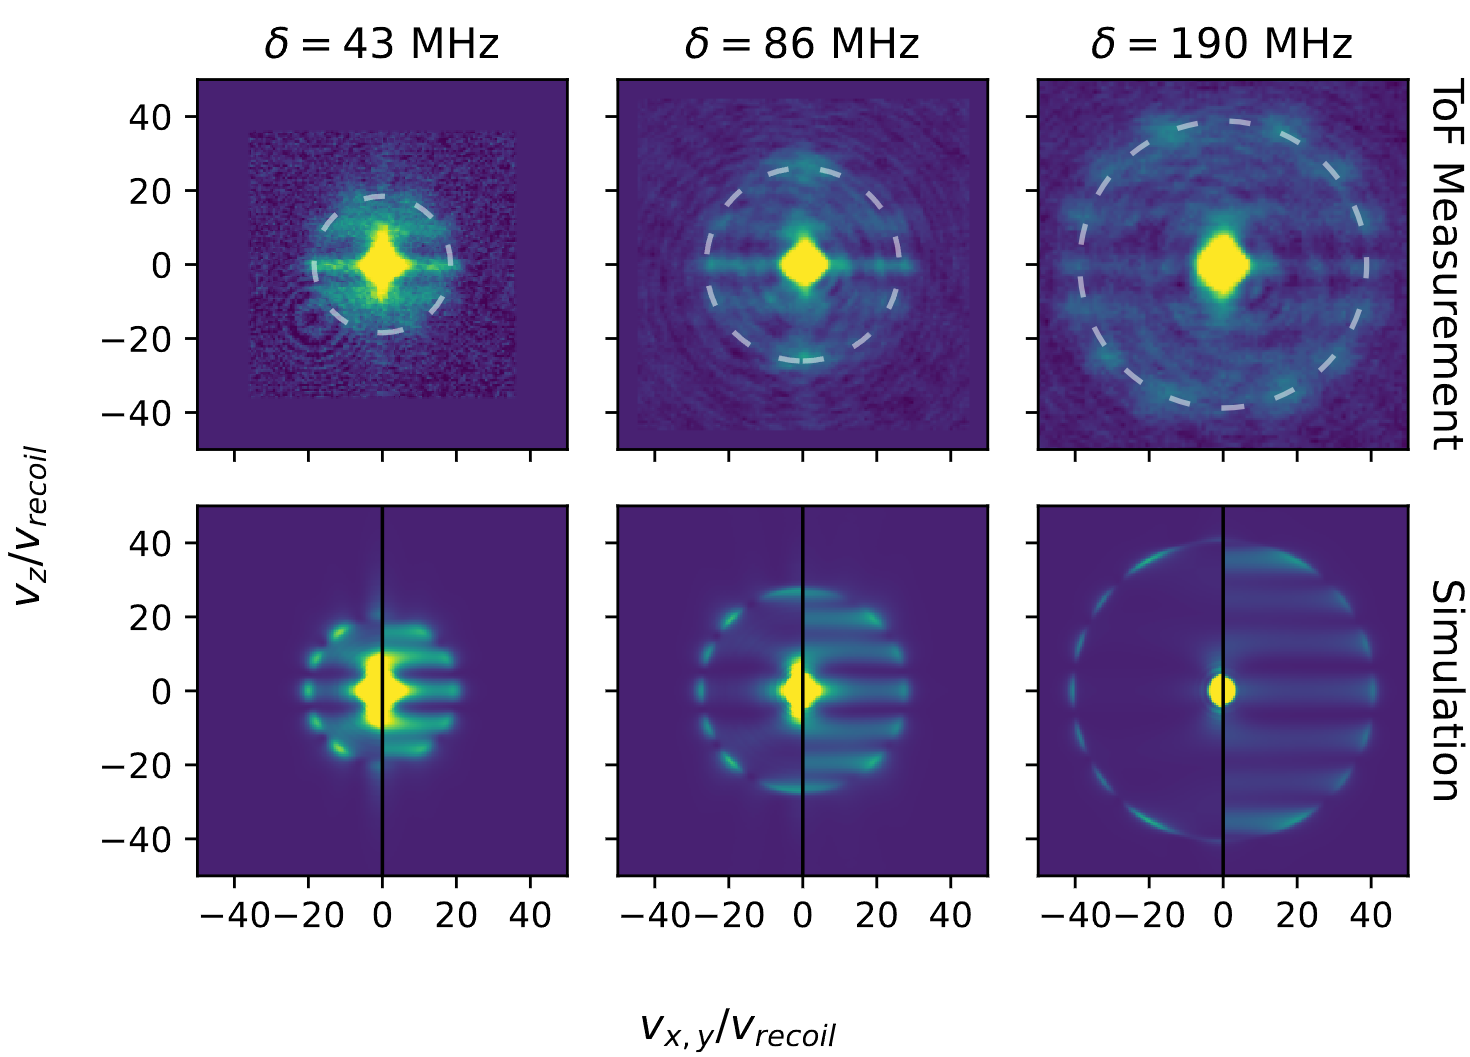 δ = 43 MHz δ = 86 MHz δ = 190 MHz
40
20
0
−20
−40
ToF Measurement
40
20
0
−20
−40
Simulation
−40 −20 0 20 40 −40 −20 0 20 40 −40 −20 0 20 40
v_z/v_recoil
v_x, y/v_recoil